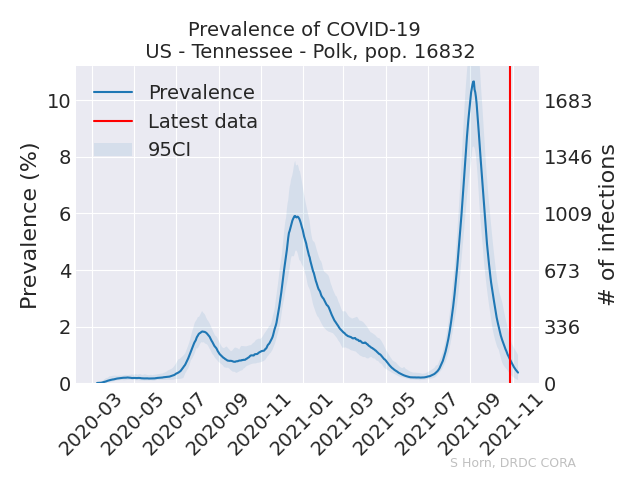 Prevalence of COVID-19
US - Tennessee - Polk, pop. 16832
Prevalence
Latest data
95CI
Prevalence (%)
10
8
6
4
2
0
# of infections
1683
1346
1009
673
336
0
2020-03
2020-05
2020-07
2020-09
2020-11
2021-01
2021-03
2021-05
2021-07
2021-09
2021-11
S Horn, DRDC CORA